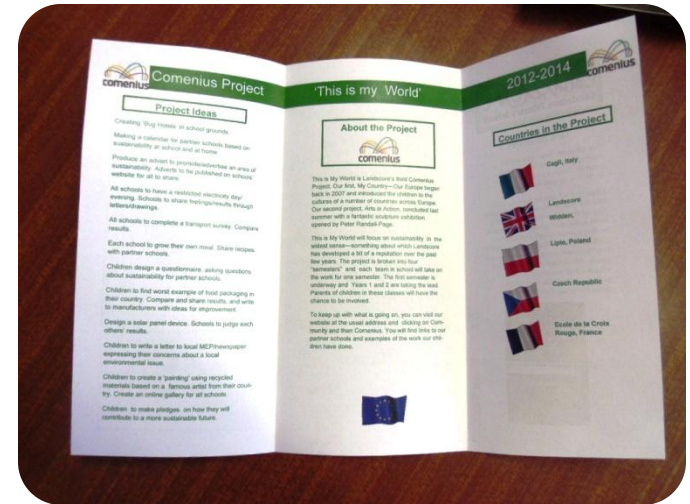 comenius
Comenius Project
Project Ideas
Creating 'Bug Hotels' in school grounds
Making a calendar for partner schools based on
sustainability at school and at home
Produce an advert to promote/advertise an area of
sustainability. Adverts to be published on schools'
website for all to share.
All schools to have a restricted electricity day/
evening. Schools to share feelings/results through
letters/drawings.
All schools to complete a transport survey. Compare
results.
Each school to grow their own meal. Share recipes
with partner schools.
Children design a questionnaire, asking questions
about sustainability for partner schools.
Children to find worst example of food packaging in
their country. Compare and share results, and write
to manufacturers with ideas for improvement.
Design a solar panel device. Schools to judge each
others' results.
Children to write a letter to local MEP/newspaper
expressing their concerns about a local
environmental issue.
Children to create a 'painting' using recycled
materials based on a famous artist from their coun-
try. Create an online gallery for all schools.
Children to make pledges on how they will
contribute to a more sustainable future.
'This is my World'
About the Project
comenius
This is My World is Landscore's third Comenius
Project. Our first, My Country—Our Europe began
back in 2007 and introduced the children to the
cultures of a number of countries across Europe.
Our second project, Arts in Action, concluded last
summer with a fantastic sculpture exhibition
opened by Peter Randall-Page.
This is My World will focus on sustainability in the
widest sense—something about which Landscore
has developed a bit of a reputation over the past
few years. The project is broken into four
"semesters" and each team in school will take on
the work for one semester. The first semester is
underway and Years 1 and 2 are taking the lead.
Parents of children in these classes will have the
chance to be involved.
To keep up with what is going on, you can visit our
website at the usual address and clicking on Com-
munity and then Comenius. You will find links to our
partner schools and examples of the work our chil-
dren have done.
2012-2014
comenius
Countries in the Project
Cagli, Italy
Landscore
Widden,
Lipie, Poland
Czech Republic
Ecole de la Croix
Rouge, France